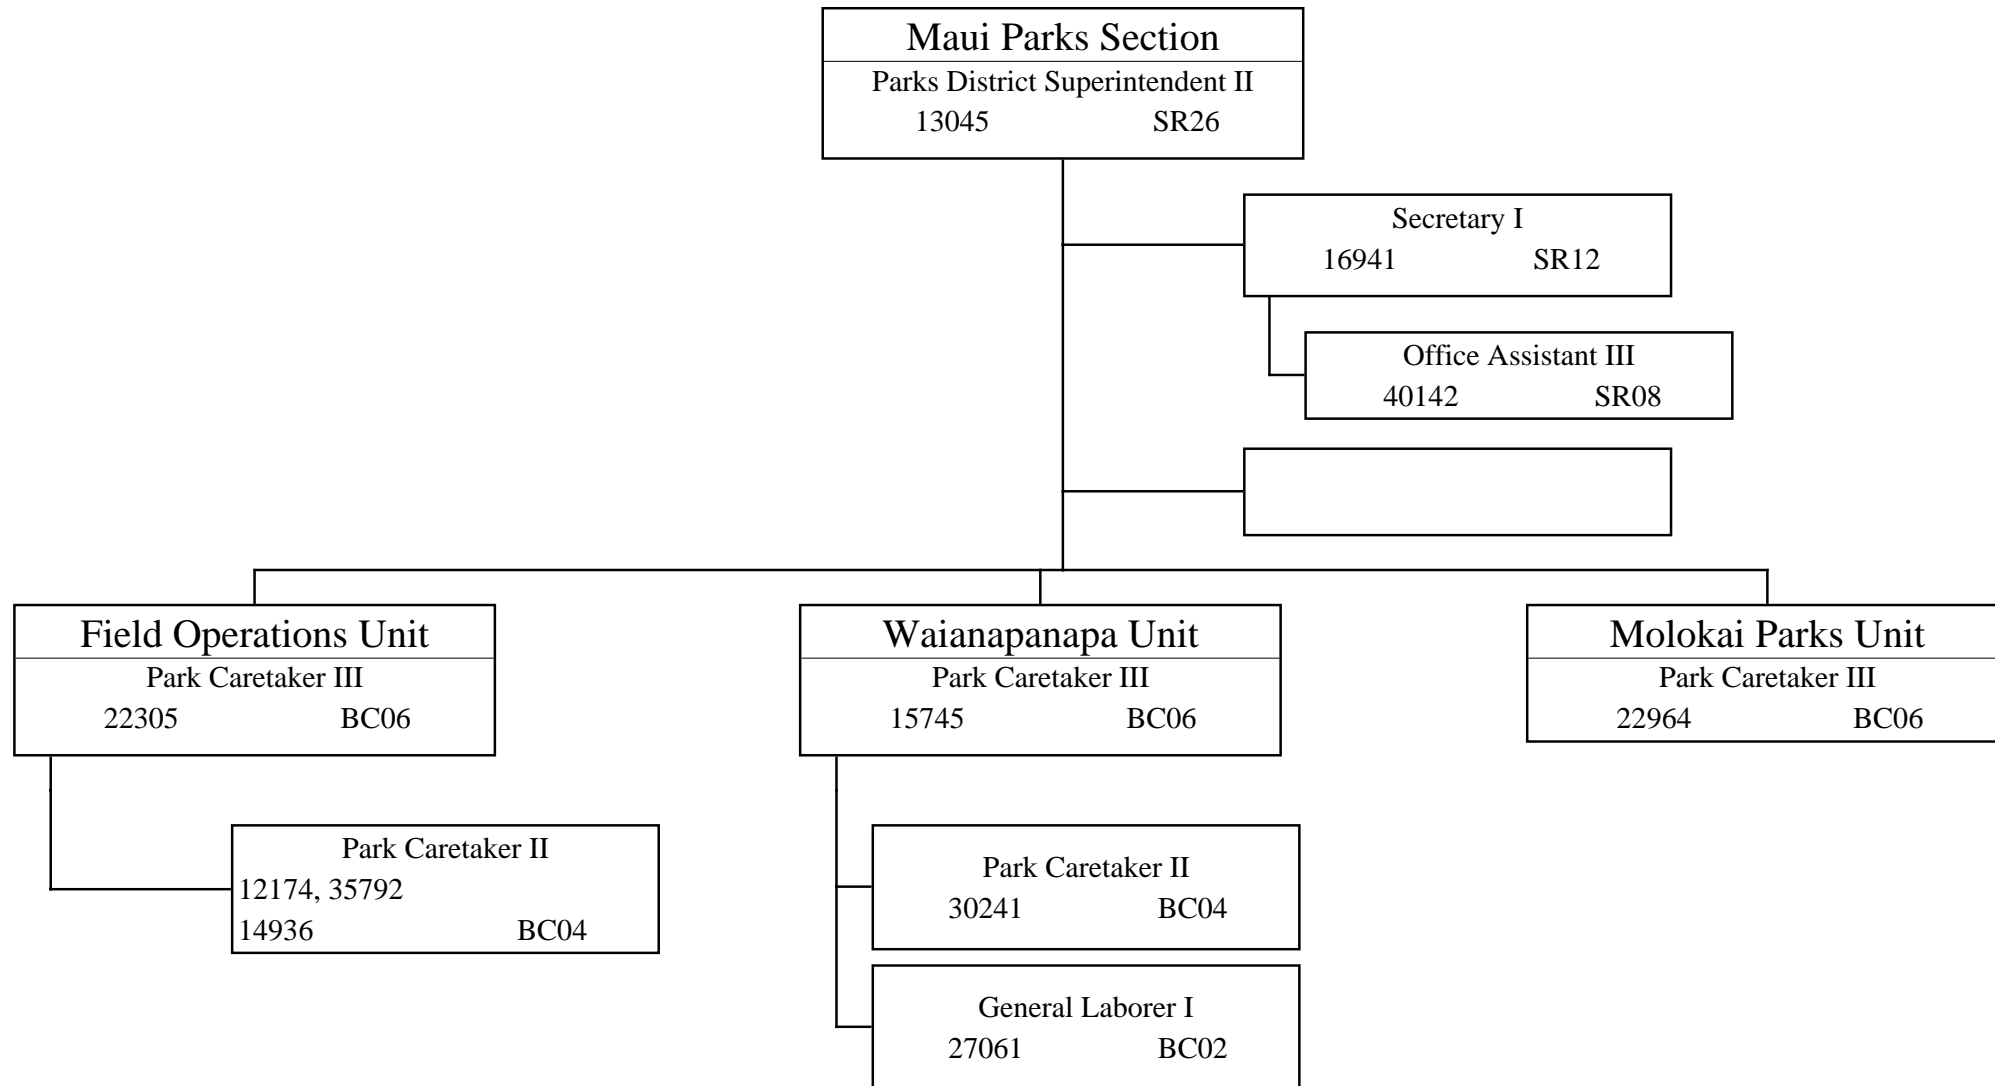 Maui Parks Section
Parks District Superintendent II
13045 SR26
Secretary I
16941 SR12
Office Assistant III
40142 SR08
Field Operations Unit
Park Caretaker III
22305 BC06
Park Caretaker II
12174, 35792
14936 BC04
Waianapanapa Unit
Park Caretaker III
15745 BC06
Park Caretaker II
30241 BC04
General Laborer I
27061 BC02
Molokai Parks Unit
Park Caretaker III
22964 BC06